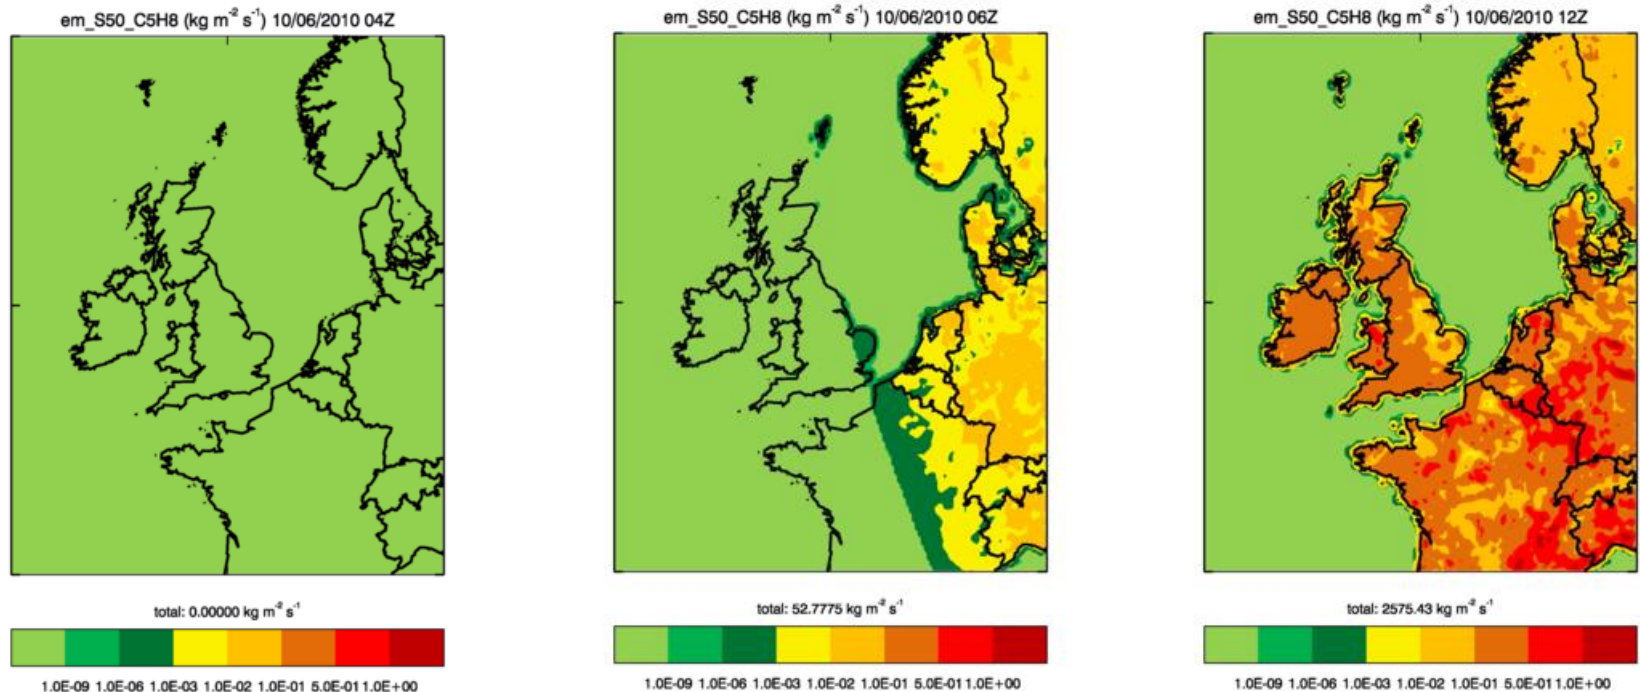 em_S50_C5H8 (kg m⁻² s⁻¹) 10/06/2010 04Z
total: 0.00000 kg m⁻² s⁻¹
1.0E-09 1.0E-06 1.0E-03 1.0E-02 1.0E-01 5.0E-01 1.0E+00
em_S50_C5H8 (kg m⁻² s⁻¹) 10/06/2010 06Z
total: 52.7775 kg m⁻² s⁻¹
1.0E-09 1.0E-06 1.0E-03 1.0E-02 1.0E-01 5.0E-01 1.0E+00
em_S50_C5H8 (kg m⁻² s⁻¹) 10/06/2010 12Z
total: 2575.43 kg m⁻² s⁻¹
1.0E-09 1.0E-06 1.0E-03 1.0E-02 1.0E-01 5.0E-01 1.0E+00